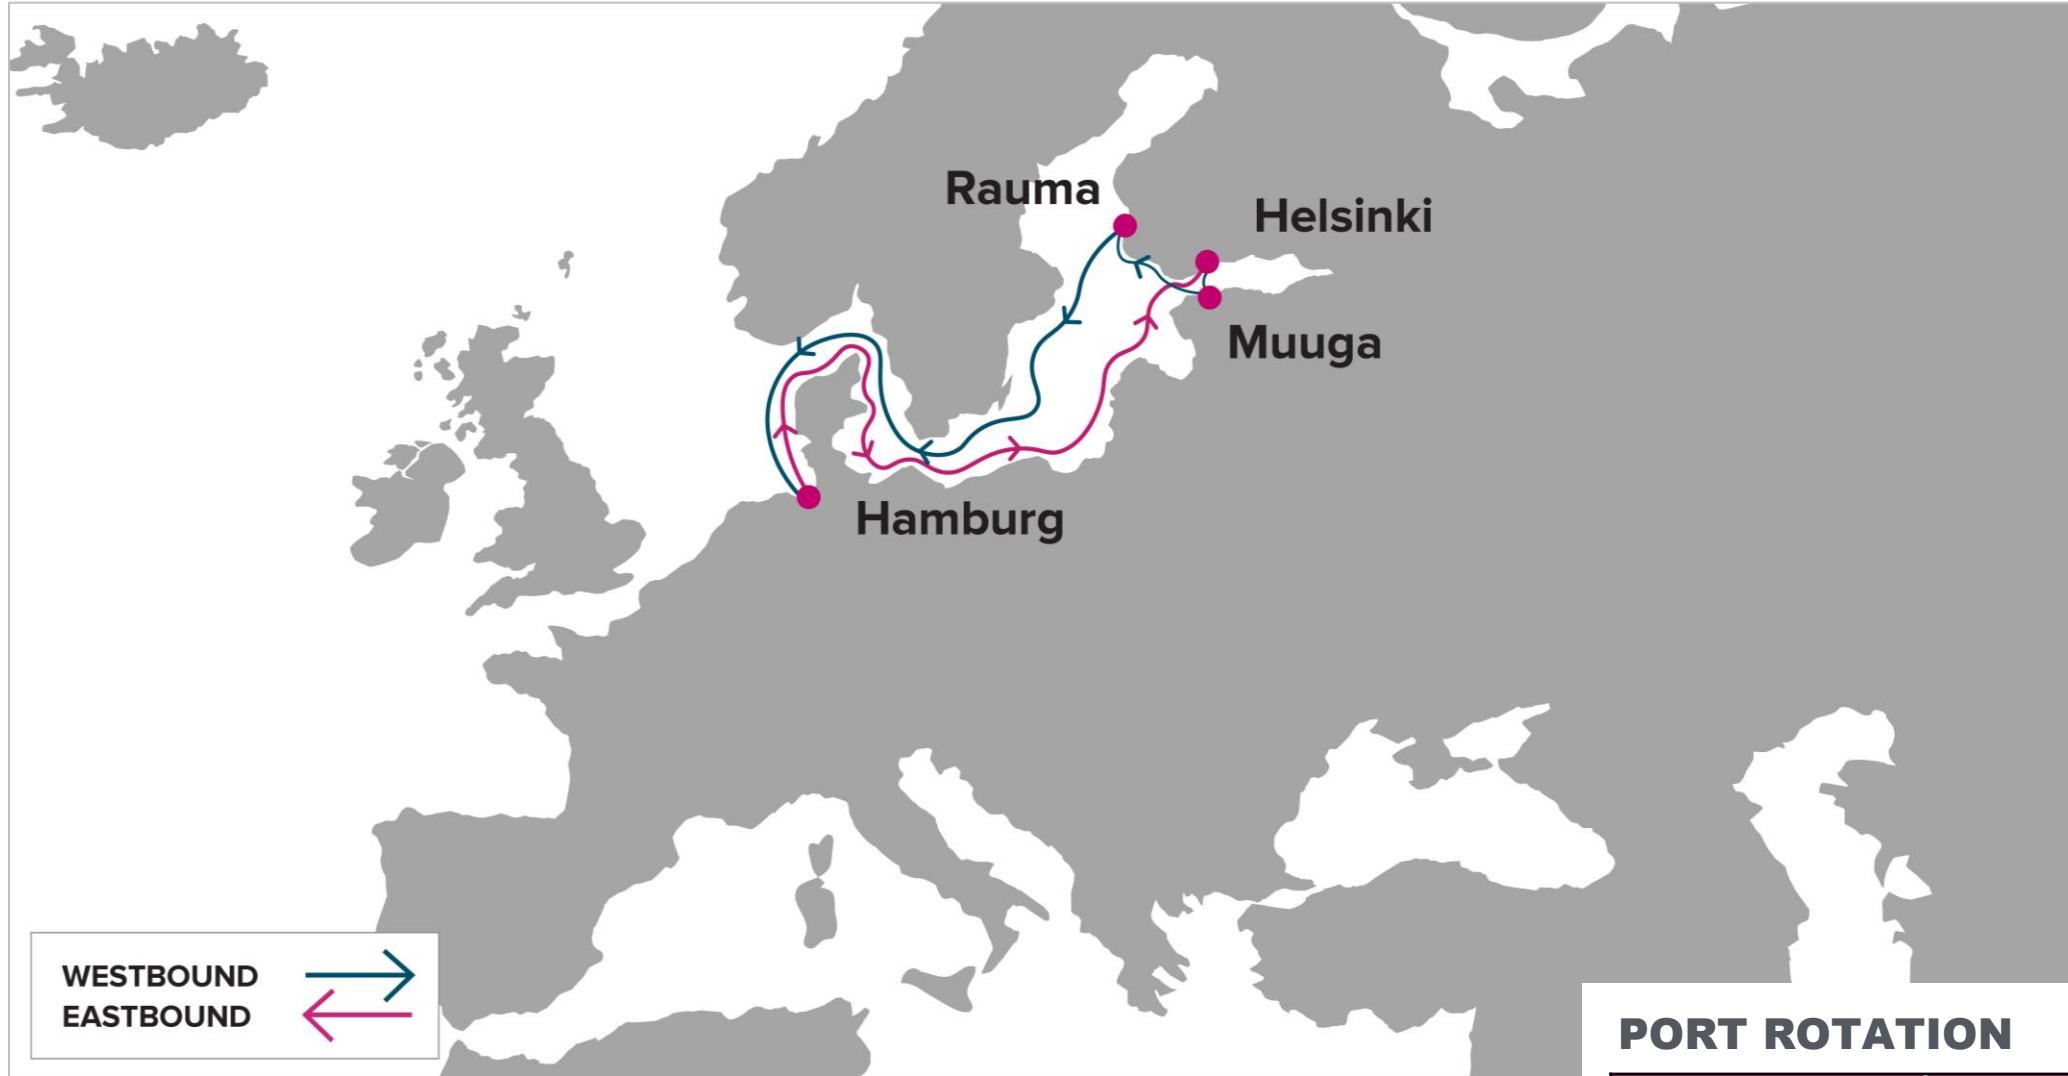 Rauma
Helsinki
Muuga
Hamburg
WESTBOUND
EASTBOUND
PORT ROTATION